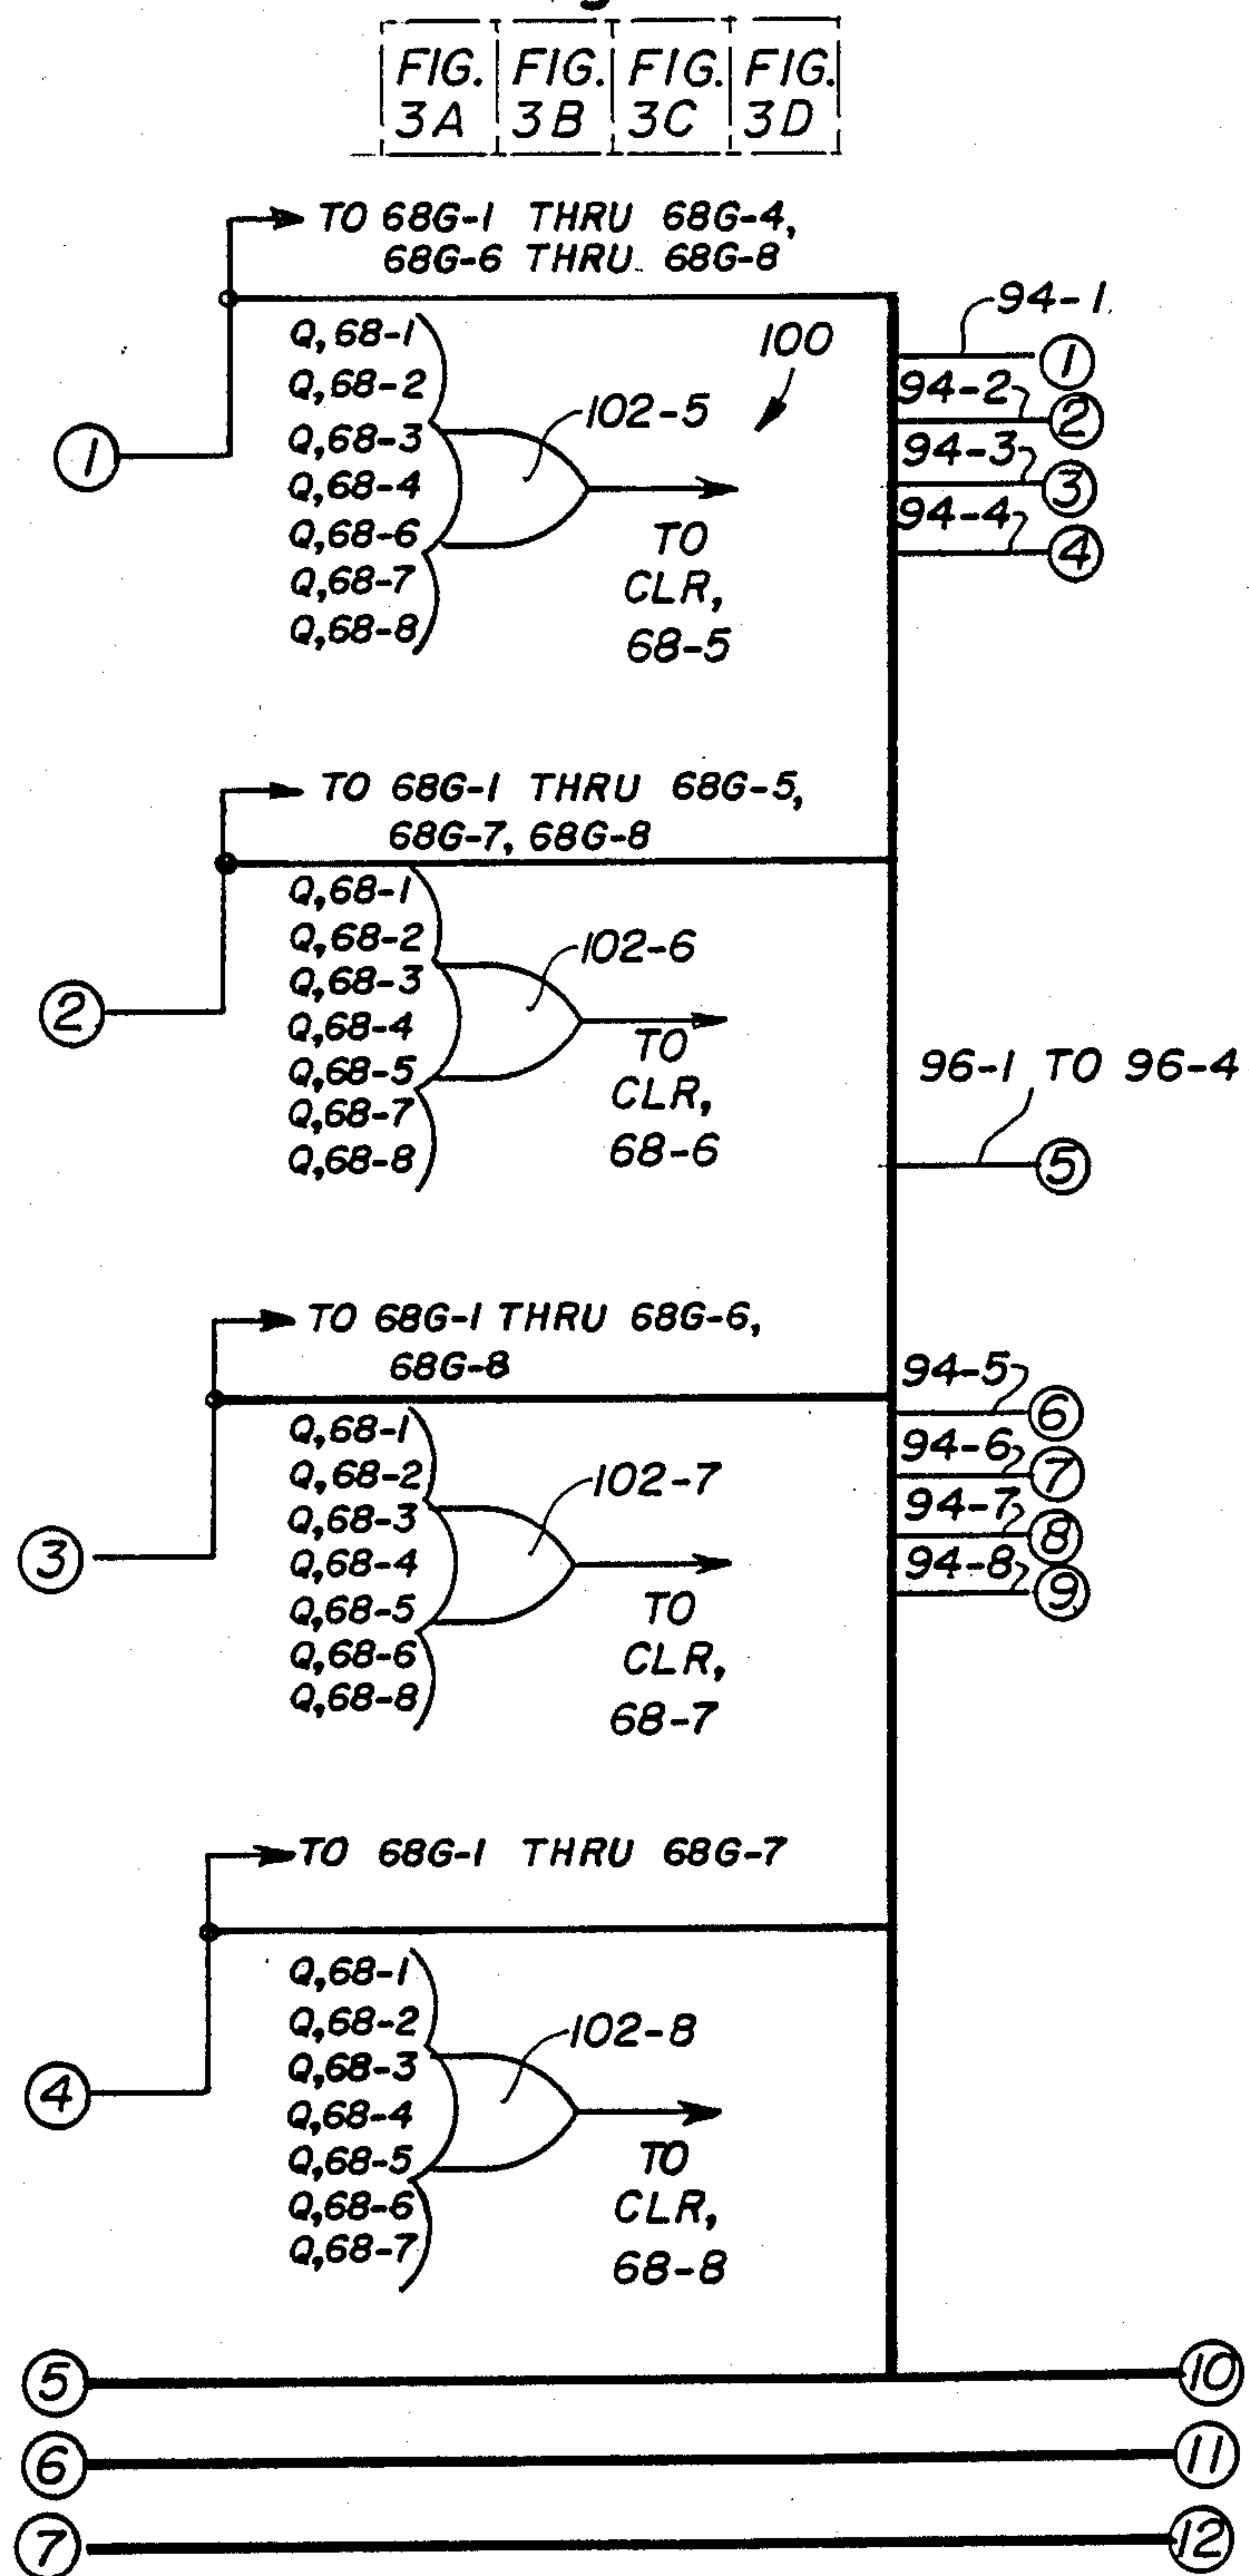 FIG. 3A
FIG. 3B
FIG. 3C
FIG. 3D
TO 68G-1 THRU 68G-4,
68G-6 THRU 68G-8
94-1
1
94-2
2
94-3
3
94-4
4
100
1
Q,68-1
Q,68-2
Q,68-3
Q,68-4
Q,68-6
Q,68-7
Q,68-8
102-5
TO
CLR,
68-5
TO 68G-1 THRU 68G-5,
68G-7, 68G-8
2
Q,68-1
Q,68-2
Q,68-3
Q,68-4
Q,68-5
Q,68-7
Q,68-8
102-6
TO
CLR,
68-6
96-1 TO 96-4
5
TO 68G-1 THRU 68G-6,
68G-8
94-5
6
94-6
7
94-7
8
94-8
9
3
Q,68-1
Q,68-2
Q,68-3
Q,68-4
Q,68-5
Q,68-6
Q,68-8
102-7
TO
CLR,
68-7
TO 68G-1 THRU 68G-7
4
Q,68-1
Q,68-2
Q,68-3
Q,68-4
Q,68-5
Q,68-6
Q,68-7
102-8
TO
CLR,
68-8
5
10
6
11
7
12